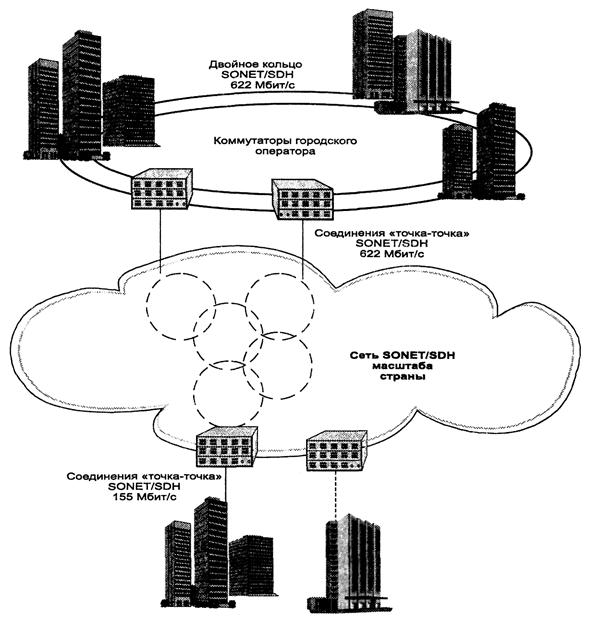 Двойное кольцо
SONET/SDH
622 Мбит/с
Коммутаторы городского
оператора
Соединения «точка-точка»
SONET/SDH
622 Мбит/с
Сеть SONET/SDH
масштаба
страны
Соединения «точка-точка»
SONET/SDH
155 Мбит/с